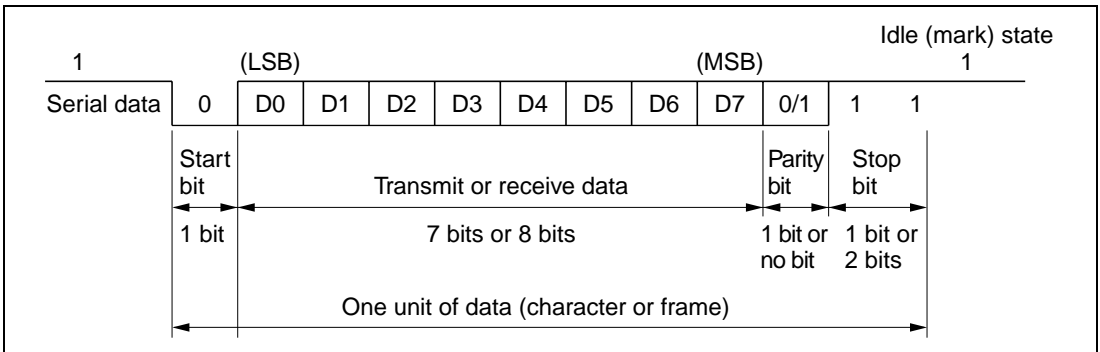 Idle (mark) state
1 (LSB) (MSB) 1
Serial data 0 D0 D1 D2 D3 D4 D5 D6 D7 0/1 1 1
Start Parity Stop
bit Transmit or receive data bit bit
1 bit 7 bits or 8 bits 1 bit or 1 bit or
no bit 2 bits
One unit of data (character or frame)